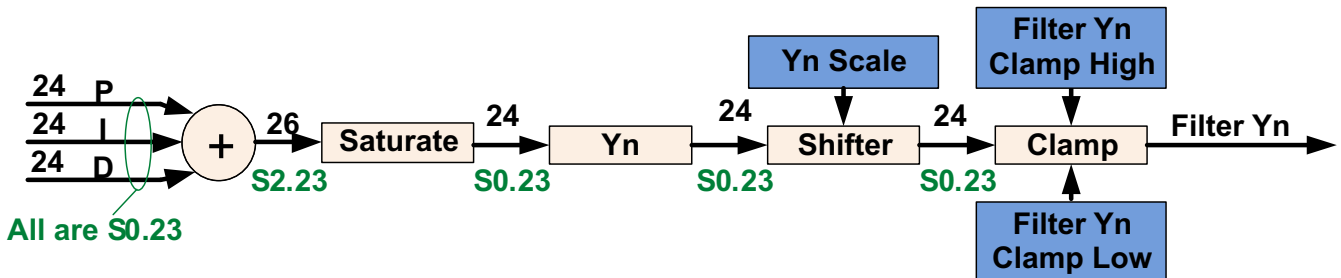 24 P
24 I
24 D
All are S0.23
+
26
S2.23
Saturate
24
S0.23
Yn
24
S0.23
Yn Scale
Shifter
24
S0.23
Filter Yn
Clamp High
Clamp
Filter Yn
Clamp Low
Filter Yn